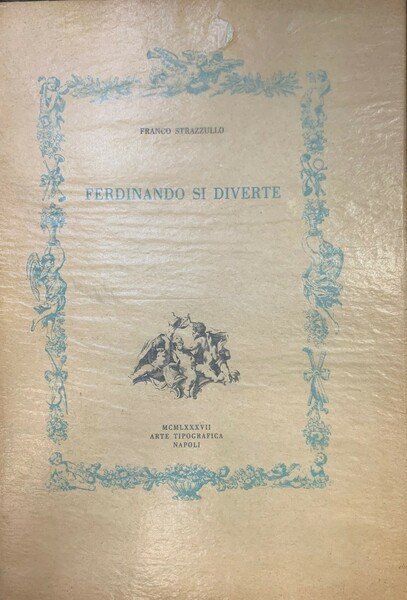 FRANCO STRAZZULLO
FERDINANDO SI DIVERTE
MCMLXXXVII
ARTE TIPOGRAFICA
NAPOLI